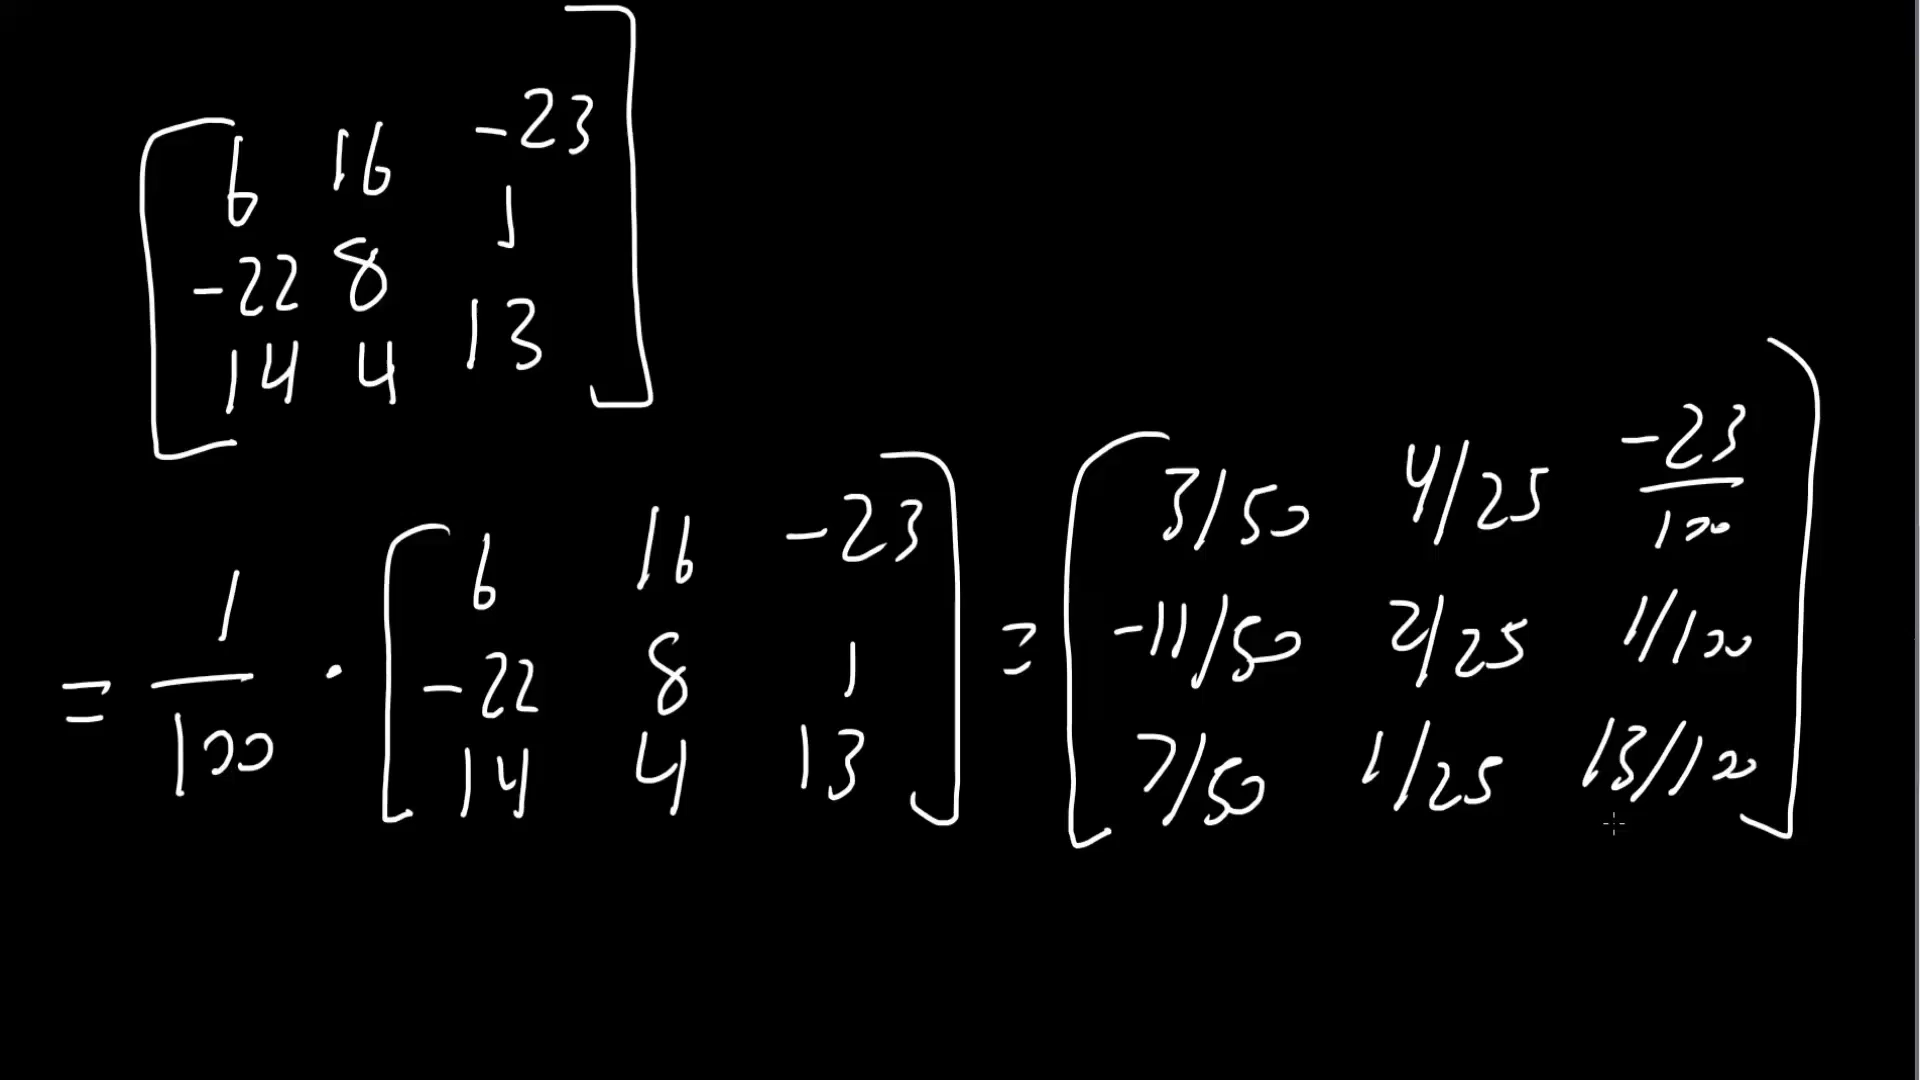 6 16 -23
-22 8 1
14 4 13
= 1/100 · [6 16 -23
-22 8 1
14 4 13]
= [3/50 4/25 -23/100
-11/50 2/25 1/100
7/50 1/25 13/100]